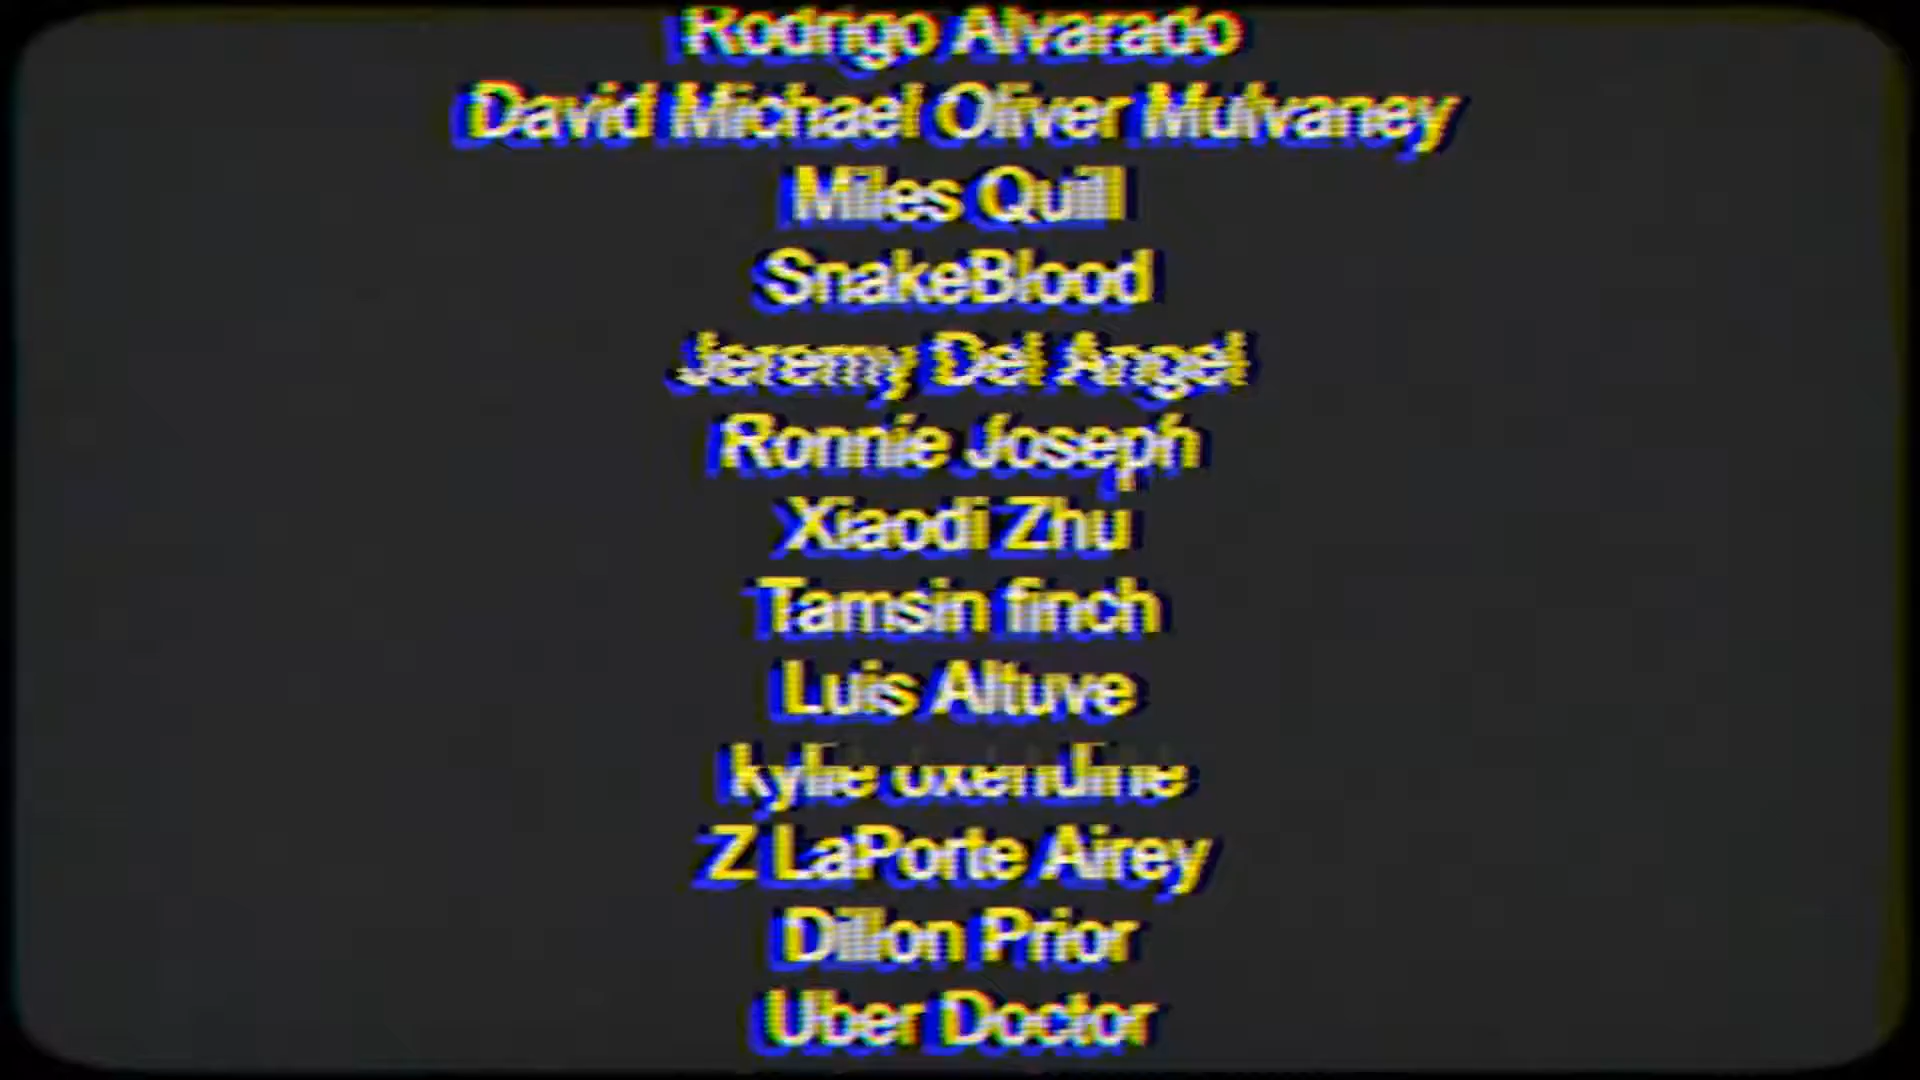 Rodrigo Alvarado
David Michael Oliver Mulvaney
Miles Quill
SnakeBlood
Jeremy Del Angel
Ronnie Joseph
Xiaodi Zhu
Tamsin finch
Luis Altuve
kylie oxendine
Z LaPorte Airey
Dillon Prior
Uber Doctor